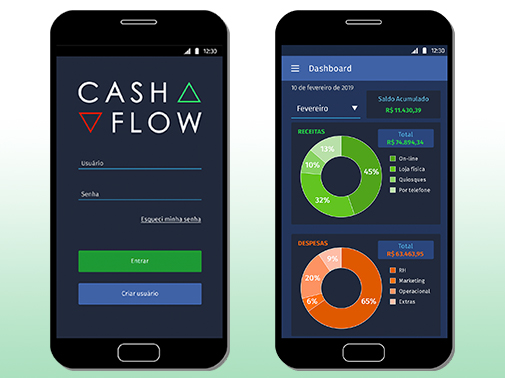 12:30
CASH
FLOW
Usuário
Senha
Esqueci minha senha
Entrar
Criar usuário
12:30
Dashboard
10 de fevereiro de 2019
Fevereiro
Saldo Acumulado
R$ 11.430,39
RECEITAS
Total
R$ 74.894,34
13%
10%
45%
32%
On-line
Loja física
Quiosques
Por telefone
DESPESAS
Total
R$ 63.463,95
9%
20%
6%
65%
RH
Marketing
Operacional
Extras